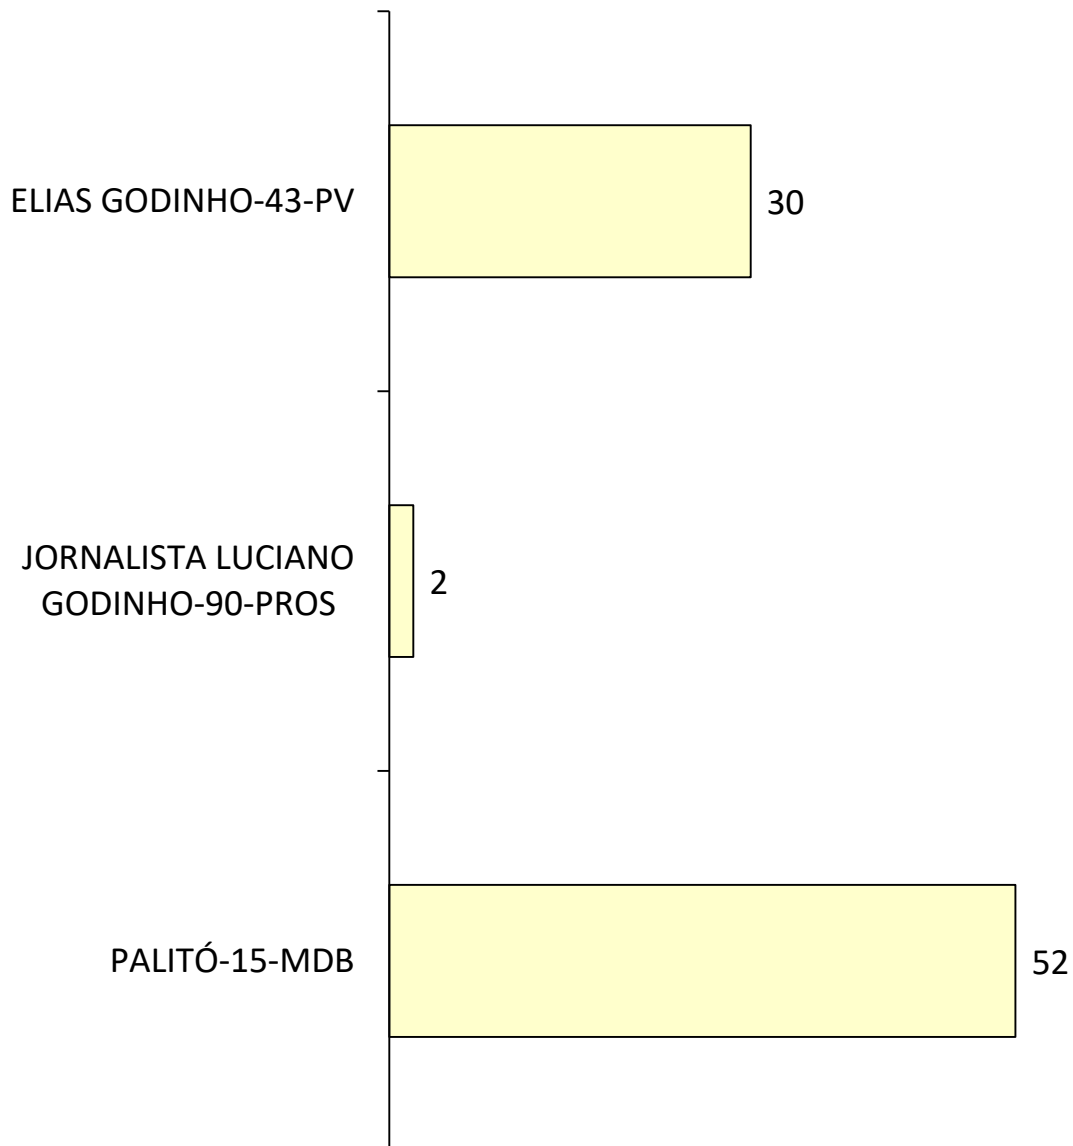 ELIAS GODINHO-43-PV
30
JORNALISTA LUCIANO
GODINHO-90-PROS
2
PALITÓ-15-MDB
52